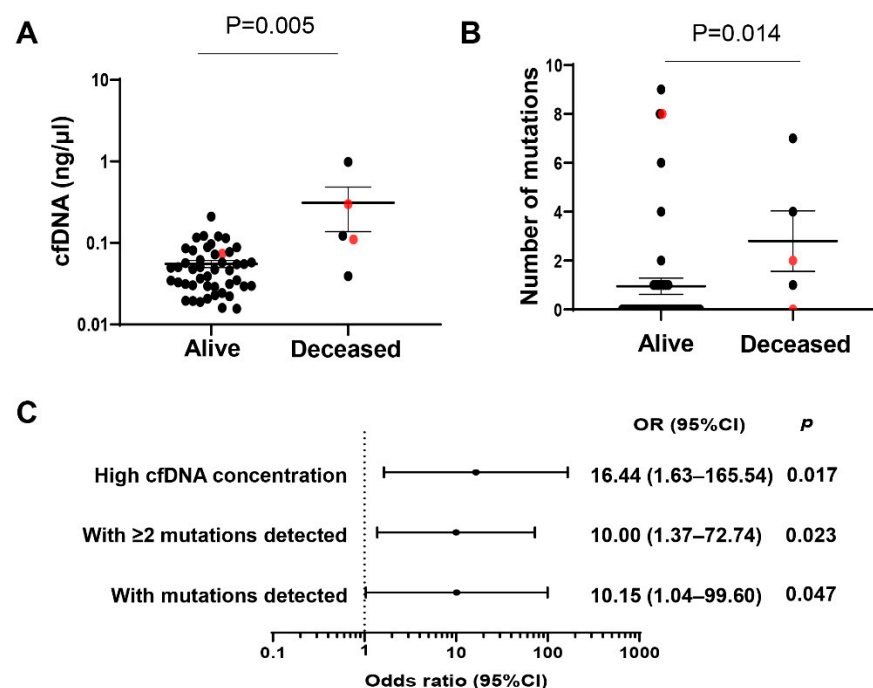 A
P=0.005
cfDNA (ng/µl)
10
1
0.1
0.01
Alive
Deceased
B
P=0.014
Number of mutations
10
8
6
4
2
0
Alive
Deceased
C
OR (95%CI)
p
High cfDNA concentration
16.44 (1.63–165.54)
0.017
With ≥2 mutations detected
10.00 (1.37–72.74)
0.023
With mutations detected
10.15 (1.04–99.60)
0.047
0.1
1
10
100
1000
Odds ratio (95%CI)